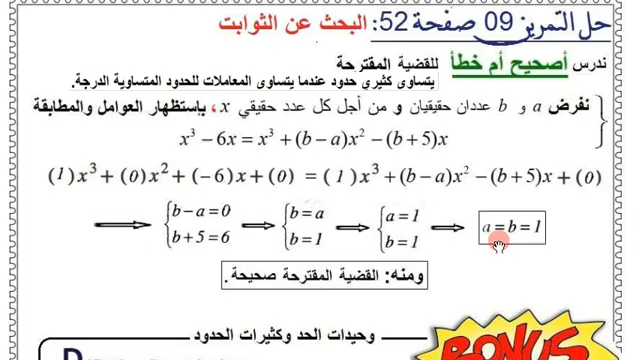 حل التمرين 09 صفحة 52: البحث عن الثوابت
ندرس أصحيح أم خطأ للقضية المقترحة
يتساوى كثيري حدود عندما يتساوى المعاملات للحدود المتساوية الدرجة.
نفرض a و b عددان حقيقيان و من أجل كل عدد حقيقي x ، بإستظهار العوامل والمطابقة
x³ − 6x = x³ + (b − a)x² − (b + 5)x
(1)x³ + (0)x² + (−6)x + (0) = (1)x³ + (b − a)x² − (b + 5)x + (0)
⟹ { b − a = 0 ⟹ { b = a ⟹ { a = 1 ⟹ a = b = 1
{ b + 5 = 6 { b = 1 { b = 1
ومنه: القضية المقترحة صحيحة.
وحيدات الحد وكثيرات الحدود
BONUS